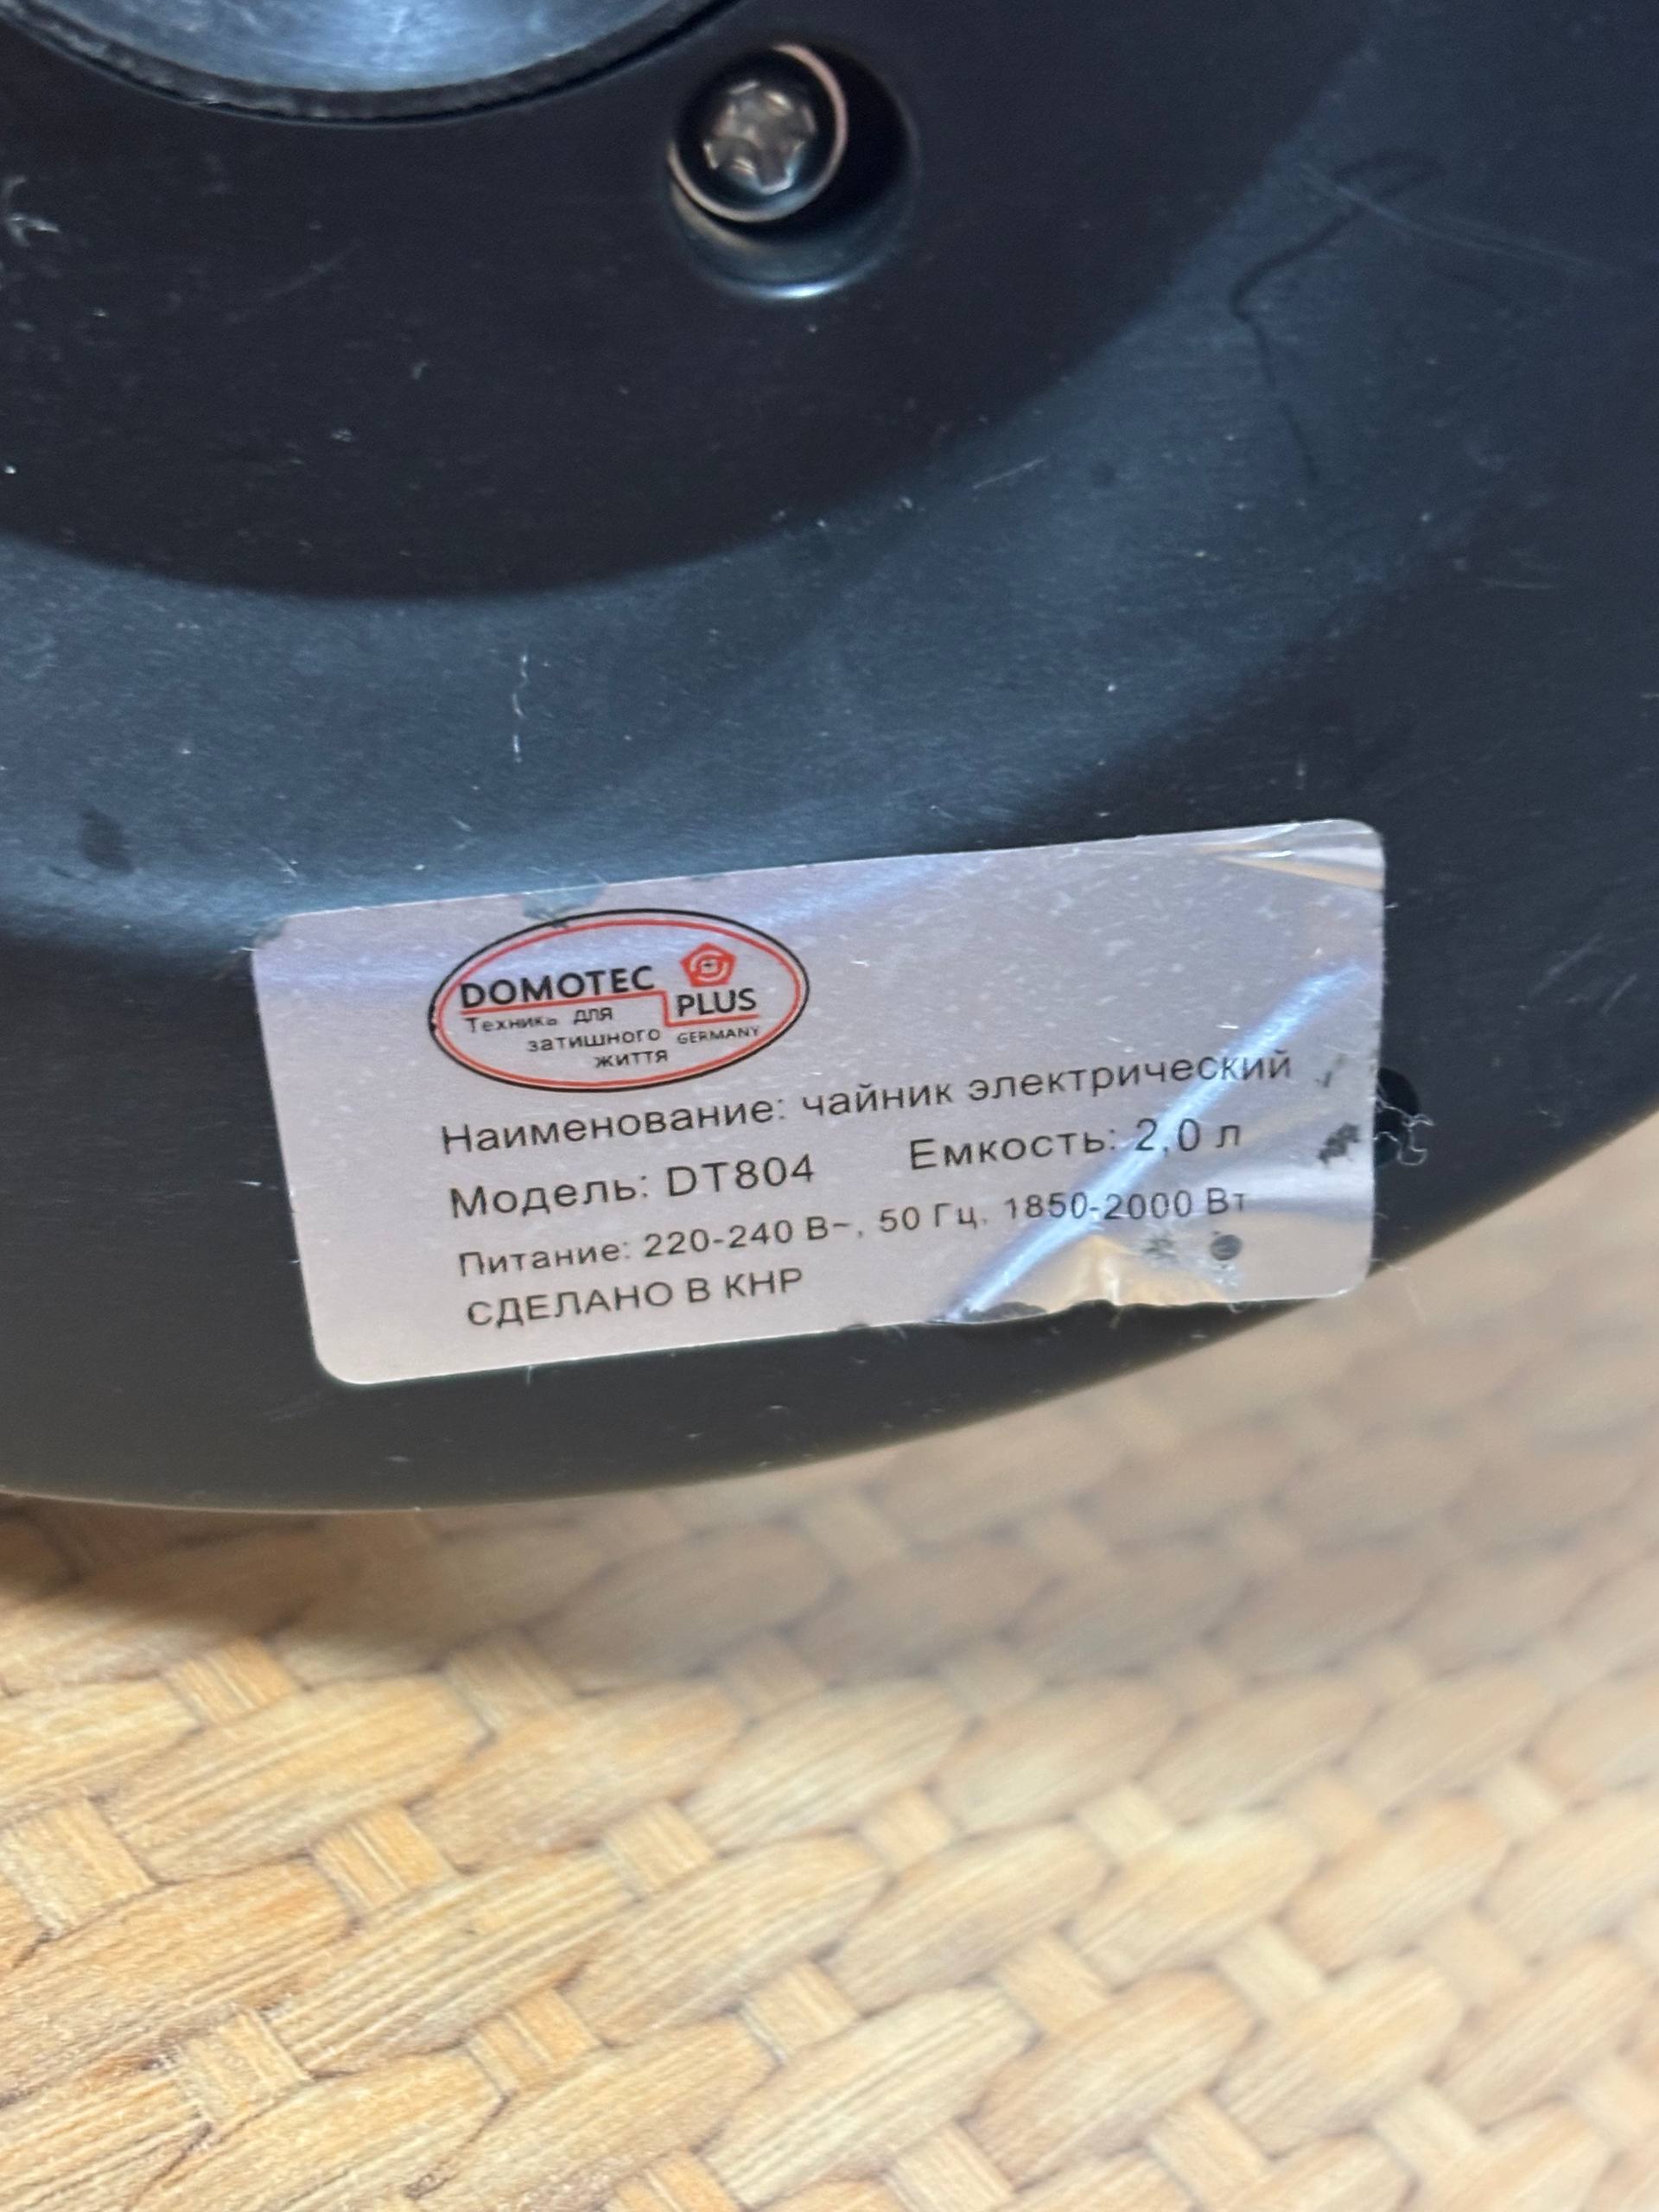 DOMOTEC
PLUS
Техника для
затишного
життя
GERMANY
Наименование: чайник электрический
Модель: DT804 Емкость: 2,0 л
Питание: 220-240 В~, 50 Гц, 1850-2000 Вт
СДЕЛАНО В КНР